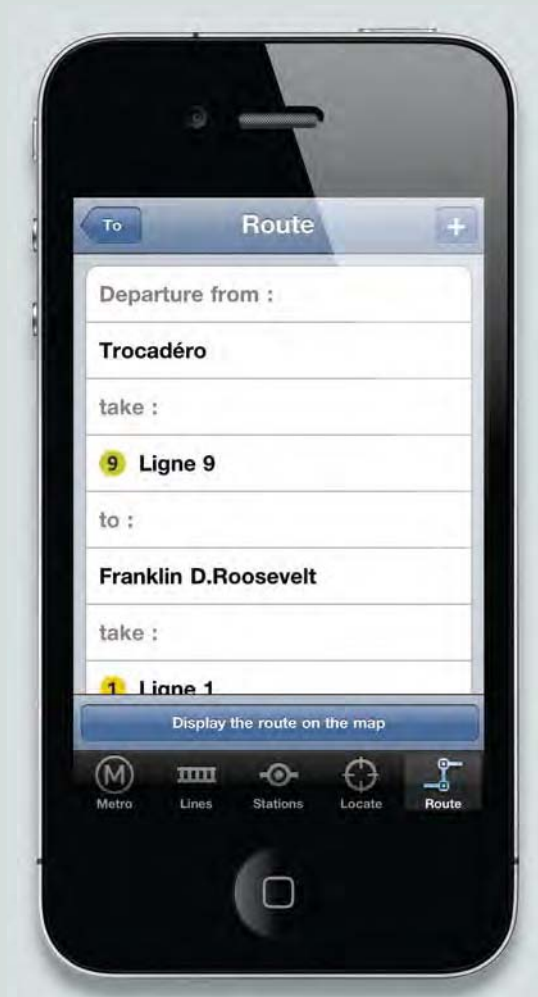 To
Route
+
Departure from :
Trocadéro
take :
9 Ligne 9
to :
Franklin D.Roosevelt
take :
1 Ligne 1
Display the route on the map
M
Metro
Lines
Stations
Locate
Route